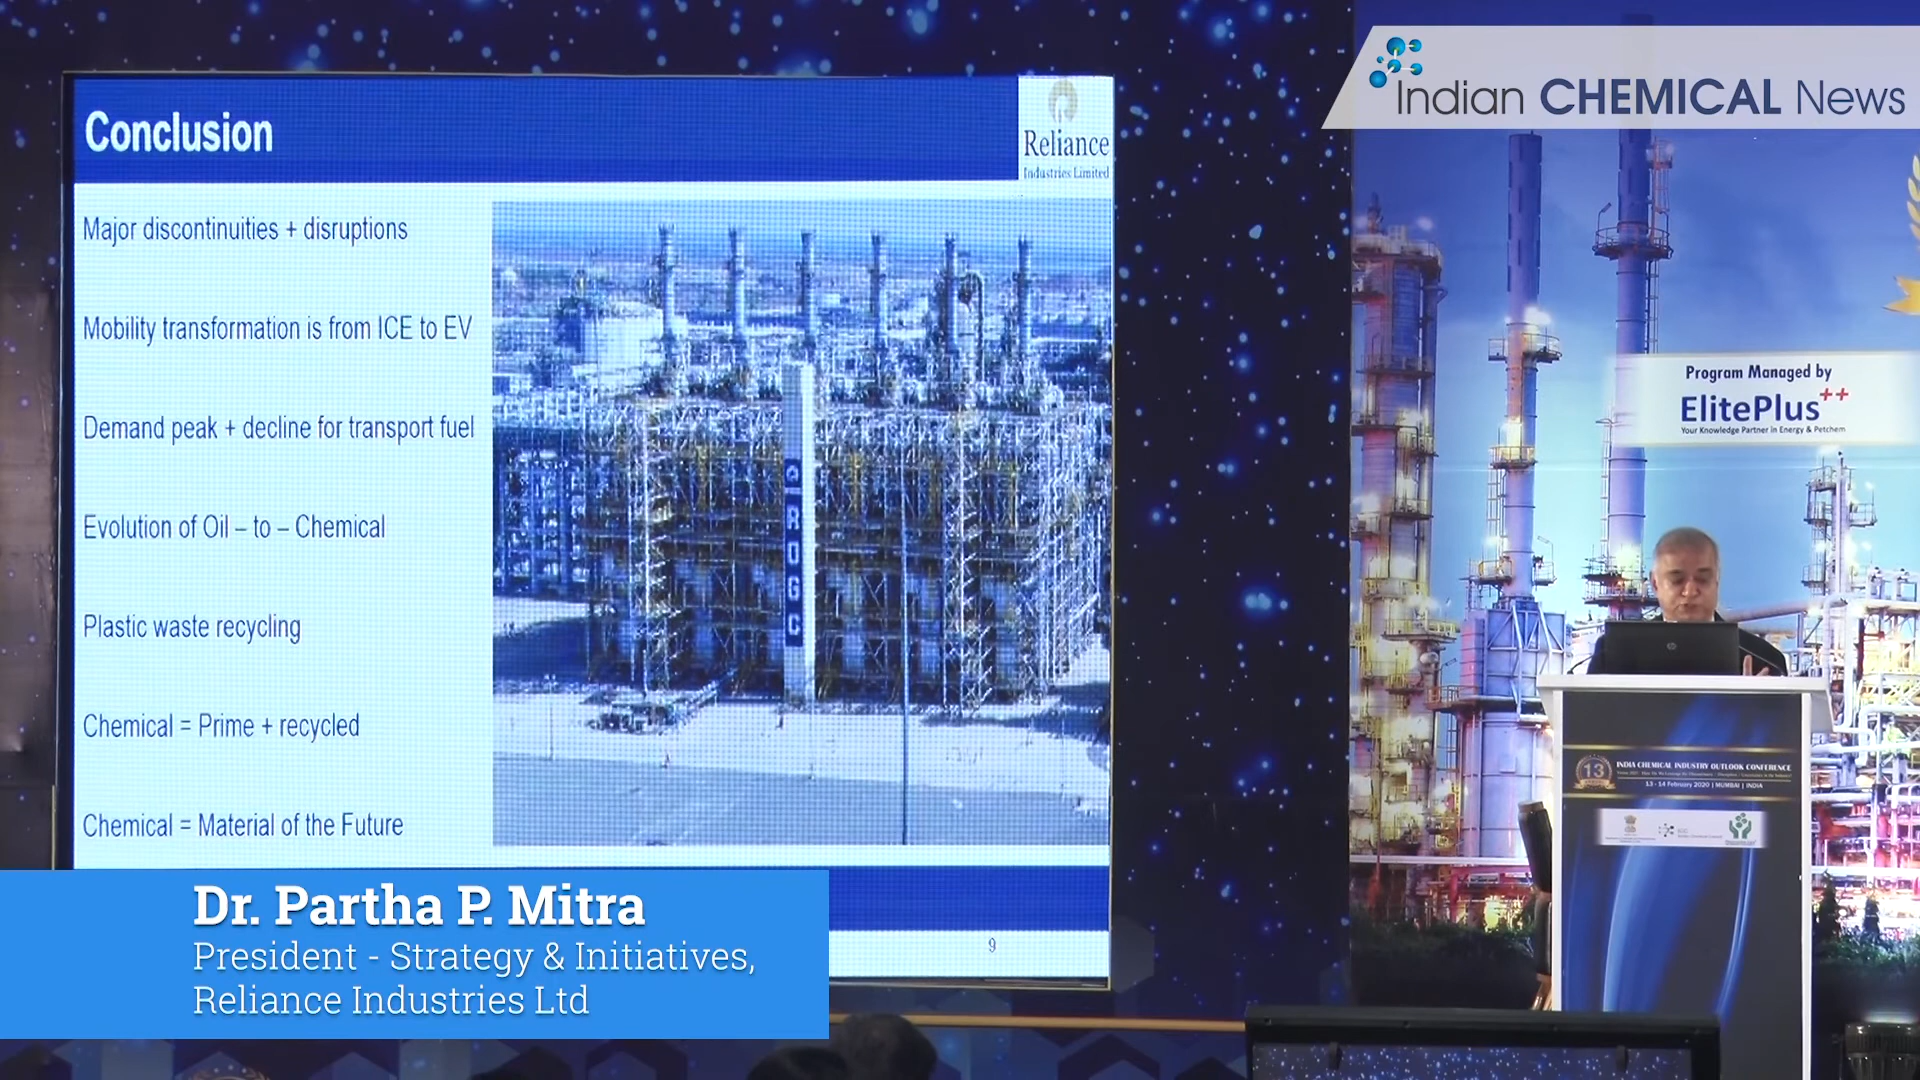 Indian CHEMICAL News
Conclusion
Reliance
Industries Limited
Major discontinuities + disruptions
Mobility transformation is from ICE to EV
Demand peak + decline for transport fuel
Evolution of Oil – to – Chemical
Plastic waste recycling
Chemical = Prime + recycled
Chemical = Material of the Future
ROGC
9
Program Managed by
ElitePlus++
Your Knowledge Partner in Energy & Petchem
hp
13
INDIA CHEMICAL INDUSTRY OUTLOOK CONFERENCE
13 - 14 February 2020 | MUMBAI | INDIA
Dr. Partha P. Mitra
President - Strategy & Initiatives,
Reliance Industries Ltd